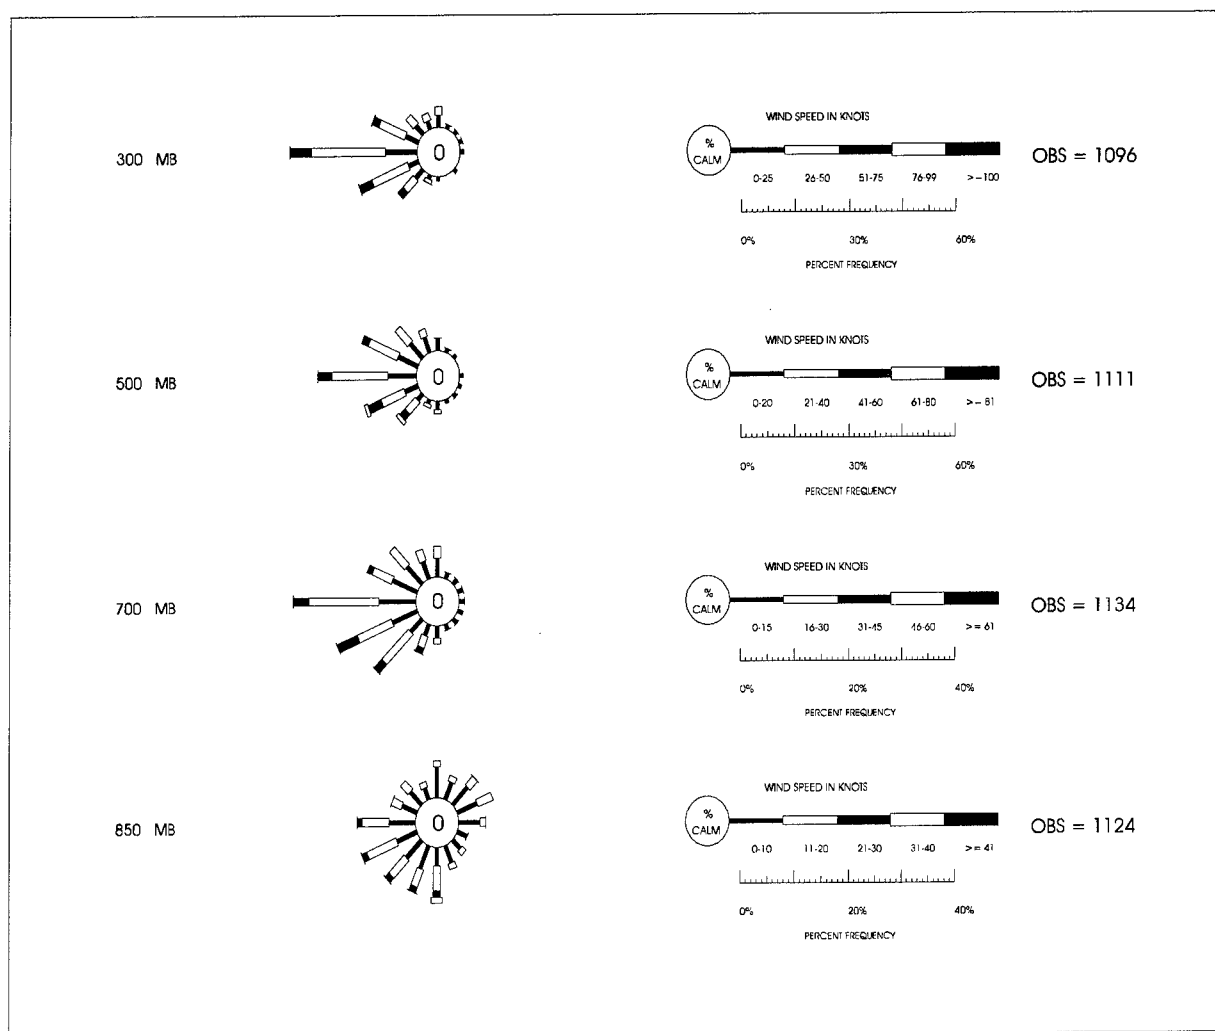 WIND SPEED IN KNOTS
300 MB
0
% CALM
0-25 26-50 51-75 76-99 >=100
OBS = 1096
0% 30% 60%
PERCENT FREQUENCY
WIND SPEED IN KNOTS
500 MB
0
% CALM
0-20 21-40 41-60 61-80 >=81
OBS = 1111
0% 30% 60%
PERCENT FREQUENCY
WIND SPEED IN KNOTS
700 MB
0
% CALM
0-15 16-30 31-45 46-60 >=61
OBS = 1134
0% 20% 40%
PERCENT FREQUENCY
WIND SPEED IN KNOTS
850 MB
0
% CALM
0-10 11-20 21-30 31-40 >=41
OBS = 1124
0% 20% 40%
PERCENT FREQUENCY